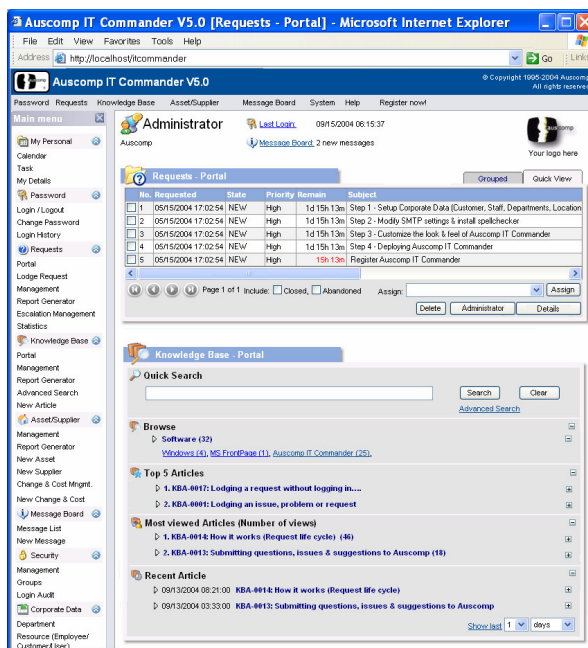 Auscomp IT Commander V5.0 [Requests - Portal] - Microsoft Internet Explorer
File Edit View Favorites Tools Help
Address http://localhost/itcommander Go Links
Auscomp IT Commander V5.0
© Copyright 1995-2004 Auscomp
All rights reserved
Password Requests Knowledge Base Asset/Supplier Message Board System Help Register now!
Main menu
My Personal
Calendar
Task
My Details
Password
Login / Logout
Change Password
Login History
Requests
Portal
Lodge Request
Management
Report Generator
Escalation Management
Statistics
Knowledge Base
Portal
Management
Report Generator
Advanced Search
New Article
Asset/Supplier
Management
Report Generator
New Asset
New Supplier
Change & Cost Mngmt.
New Change & Cost
Message Board
Message List
New Message
Security
Management
Groups
Login Audit
Corporate Data
Department
Resource (Employee/
Customer/User)
Administrator
Auscomp
Last Login: 09/15/2004 06:15:37
Message Board: 2 new messages
auscomp
Your logo here
Requests - Portal
Grouped Quick View
No. Requested State Priority Remain Subject
1 05/15/2004 17:02:54 NEW High 1d 15h 13m Step 1 - Setup Corporate Data (Customer, Staff, Departments, Location
2 05/15/2004 17:02:54 NEW High 1d 15h 13m Step 2 - Modify SMTP settings & install spellchecker
3 05/15/2004 17:02:54 NEW High 1d 15h 13m Step 3 - Customize the look & feel of Auscomp IT Commander
4 05/15/2004 17:02:54 NEW High 1d 15h 13m Step 4 - Deploying Auscomp IT Commander
5 05/15/2004 17:02:54 NEW High 15h 13m Register Auscomp IT Commander
Page 1 of 1 Include: Closed, Abandoned Assign: Assign
Delete Administrator Details
Knowledge Base - Portal
Quick Search
Search Clear
Advanced Search
Browse
Software (32)
Windows (4), MS FrontPage (1), Auscomp IT Commander (25),
Top 5 Articles
1. KBA-0017: Lodging a request without logging in....
2. KBA-0001: Lodging an issue, problem or request
Most viewed Articles (Number of views)
1. KBA-0014: How it works (Request life cycle) (46)
2. KBA-0013: Submitting questions, issues & suggestions to Auscomp (18)
Recent Article
09/13/2004 08:21:00 KBA-0014: How it works (Request life cycle)
09/13/2004 03:33:00 KBA-0013: Submitting questions, issues & suggestions to Auscomp
Show last 1 days